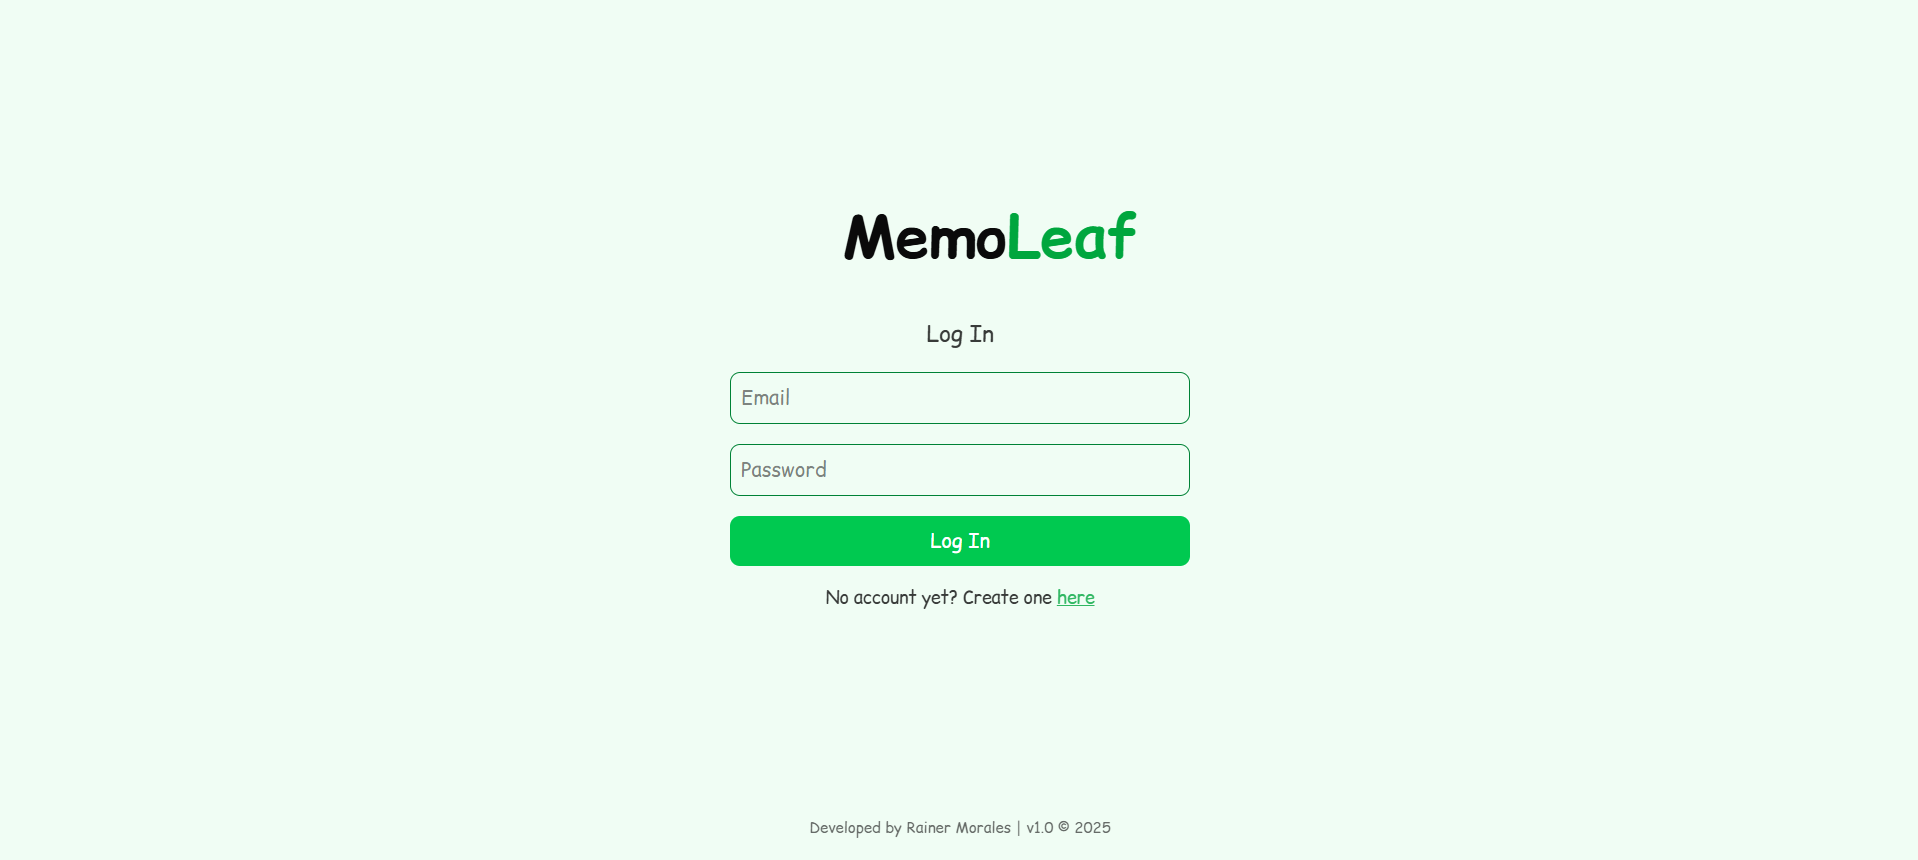 MemoLeaf
Log In
Email
Password
Log In
No account yet? Create one here
Developed by Rainer Morales | v1.0 © 2025